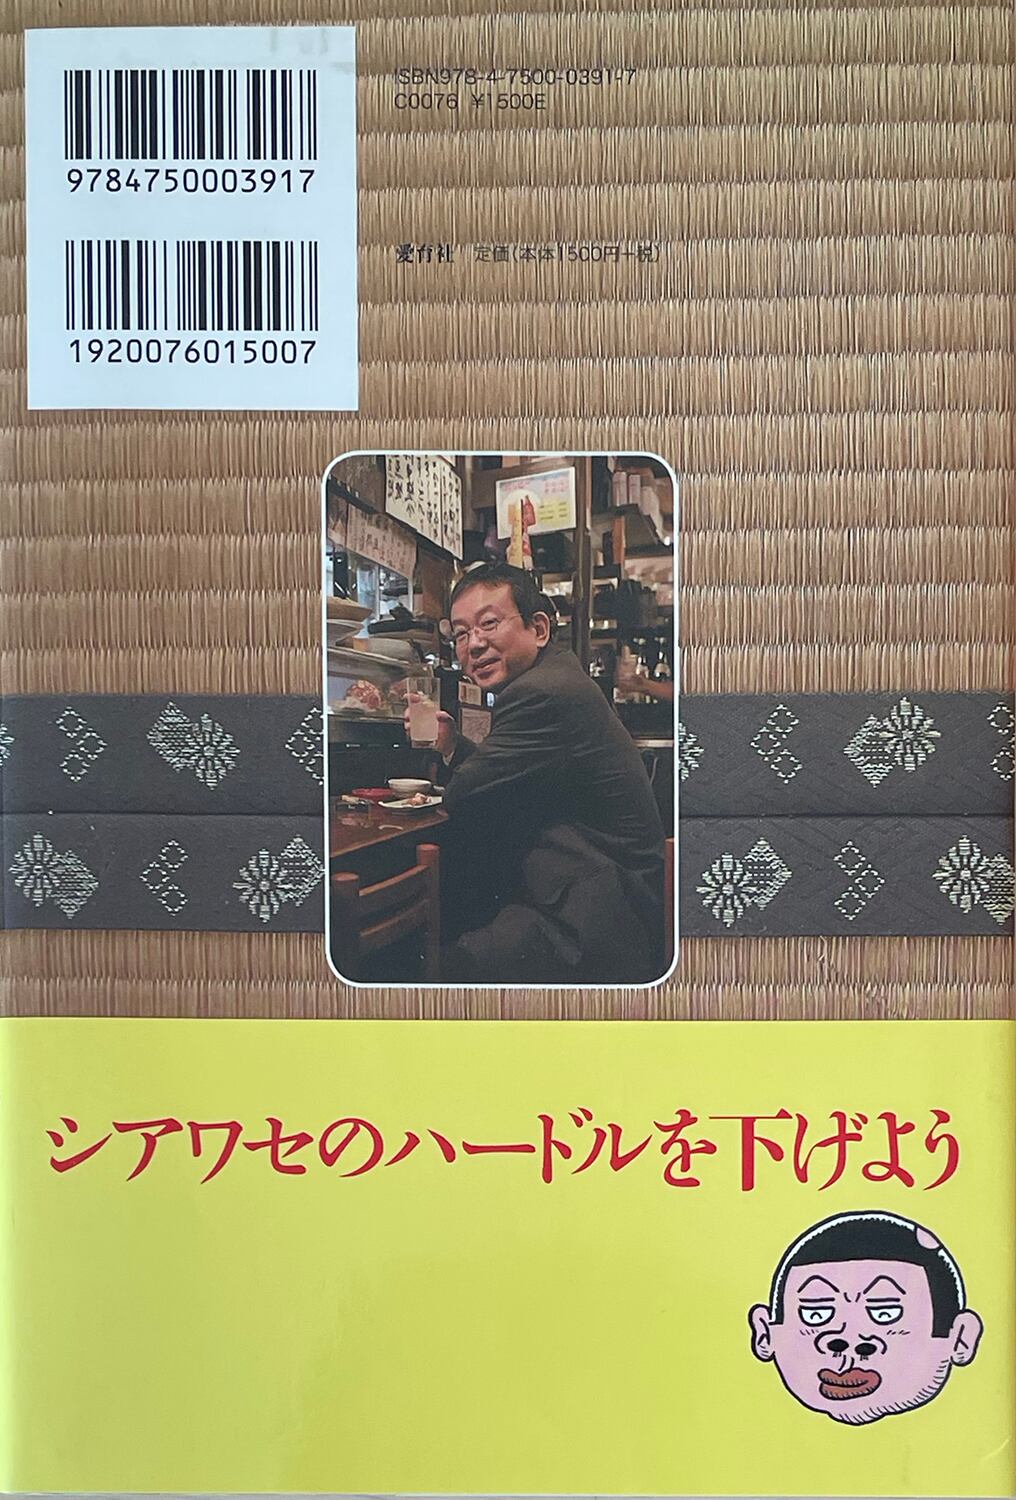 9784750003917
1920076015007
ISBN978-4-7500-0391-7
C0076 ¥1500E
愛育社 定価(本体1500円+税)
シアワセのハードルを下げよう